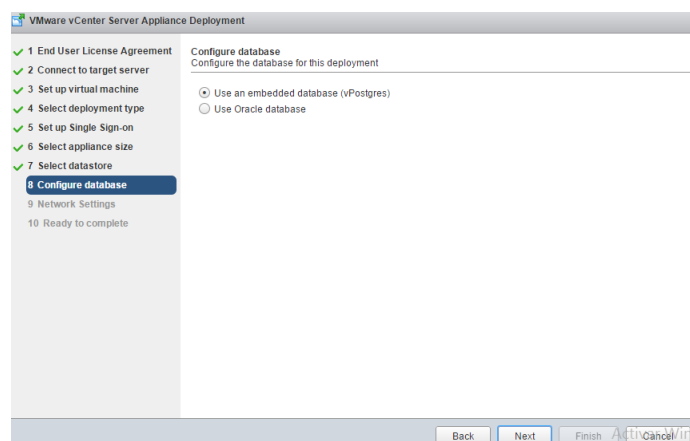 VMware vCenter Server Appliance Deployment
1 End User License Agreement
2 Connect to target server
3 Set up virtual machine
4 Select deployment type
5 Set up Single Sign-on
6 Select appliance size
7 Select datastore
8 Configure database
9 Network Settings
10 Ready to complete
Configure database
Configure the database for this deployment
Use an embedded database (vPostgres)
Use Oracle database
Back Next Finish Cancel
Activer Win